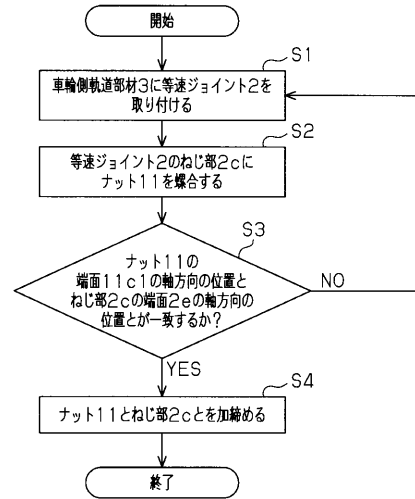 開始
S1
車輪側軌道部材3に等速ジョイント2を
取り付ける
S2
等速ジョイント2のねじ部2cに
ナット11を螺合する
S3
ナット11の
端面11c1の軸方向の位置と
ねじ部2cの端面2eの軸方向の
位置とが一致するか?
NO
YES
S4
ナット11とねじ部2cとを加締める
終了